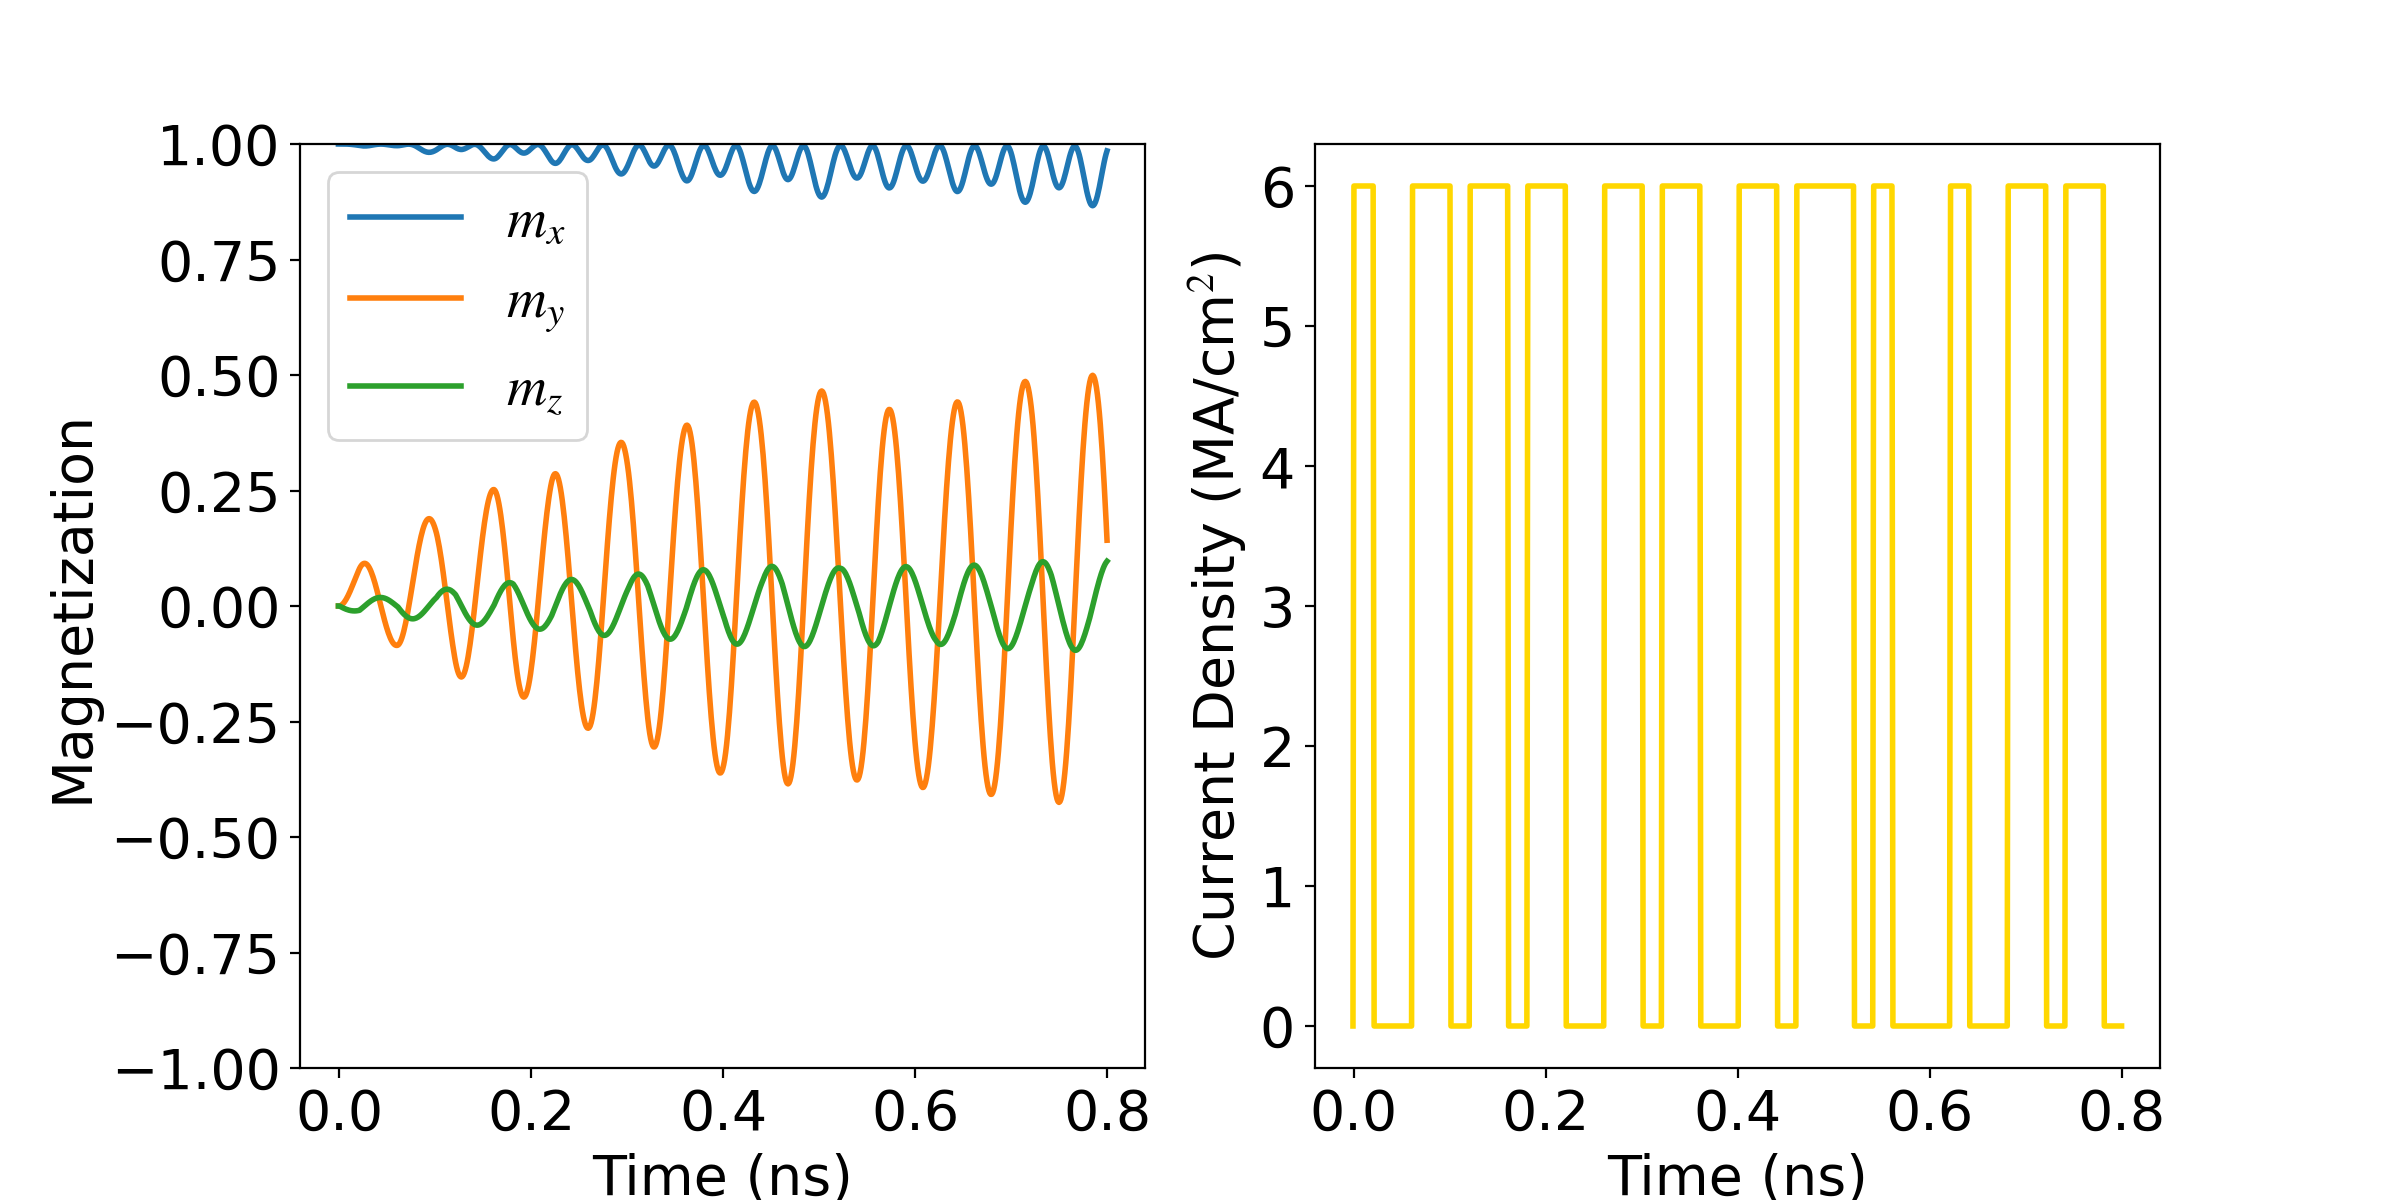 1.00
0.75
0.50
0.25
0.00
−0.25
−0.50
−0.75
−1.00
Magnetization
m_x
m_y
m_z
0.0 0.2 0.4 0.6 0.8
Time (ns)
6
5
4
3
2
1
0
Current Density (MA/cm²)
0.0 0.2 0.4 0.6 0.8
Time (ns)